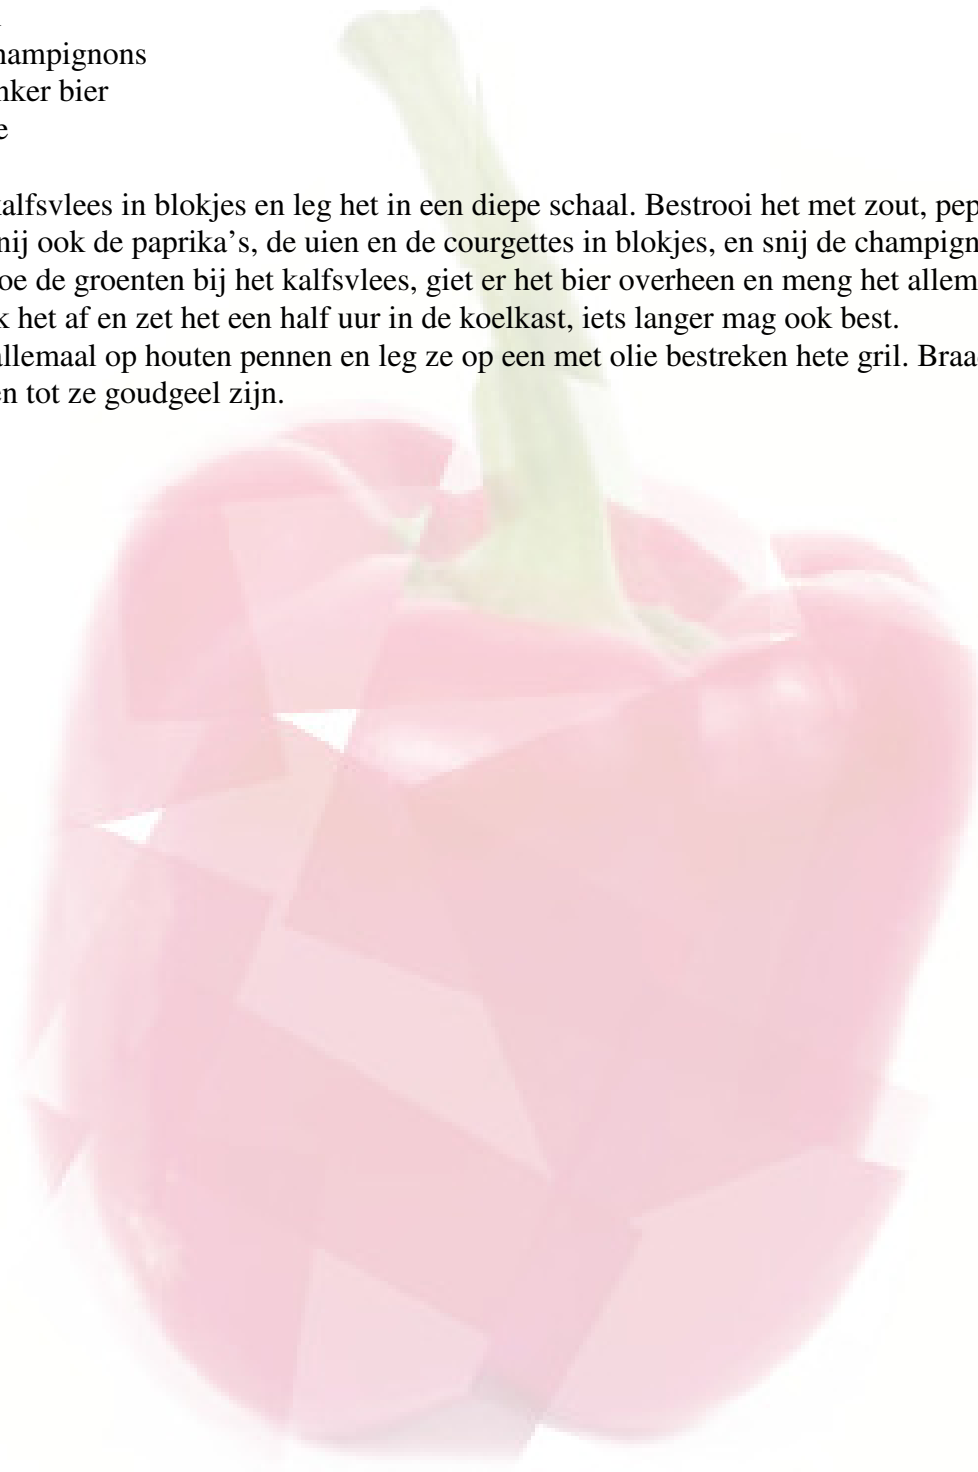 hampignons
nker bier
e
alfsvlees in blokjes en leg het in een diepe schaal. Bestrooi het met zout, pep
nij ook de paprika’s, de uien en de courgettes in blokjes, en snij de champign
oe de groenten bij het kalfsvlees, giet er het bier overheen en meng het allem
k het af en zet het een half uur in de koelkast, iets langer mag ook best.
allemaal op houten pennen en leg ze op een met olie bestreken hete gril. Braa
en tot ze goudgeel zijn.